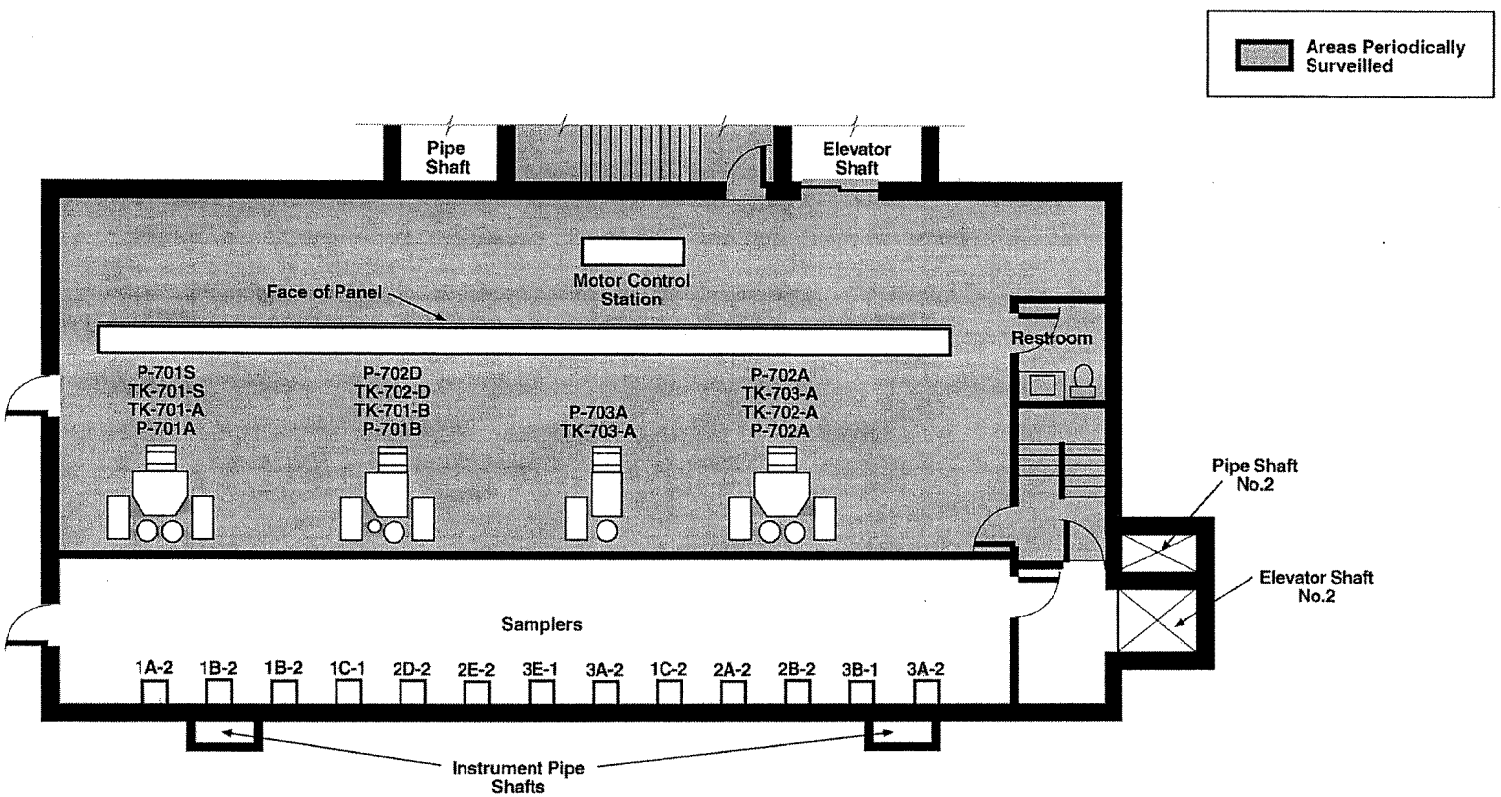 Areas Periodically
Surveilled
Pipe
Shaft
Elevator
Shaft
Motor Control
Station
Face of Panel
Restroom
P-701S
TK-701-S
TK-701-A
P-701A
P-702D
TK-702-D
TK-701-B
P-701B
P-703A
TK-703-A
P-702A
TK-703-A
TK-702-A
P-702A
Pipe Shaft
No.2
Elevator Shaft
No.2
Samplers
1A-2 1B-2 1B-2 1C-1 2D-2 2E-2 3E-1 3A-2 1C-2 2A-2 2B-2 3B-1 3A-2
Instrument Pipe
Shafts